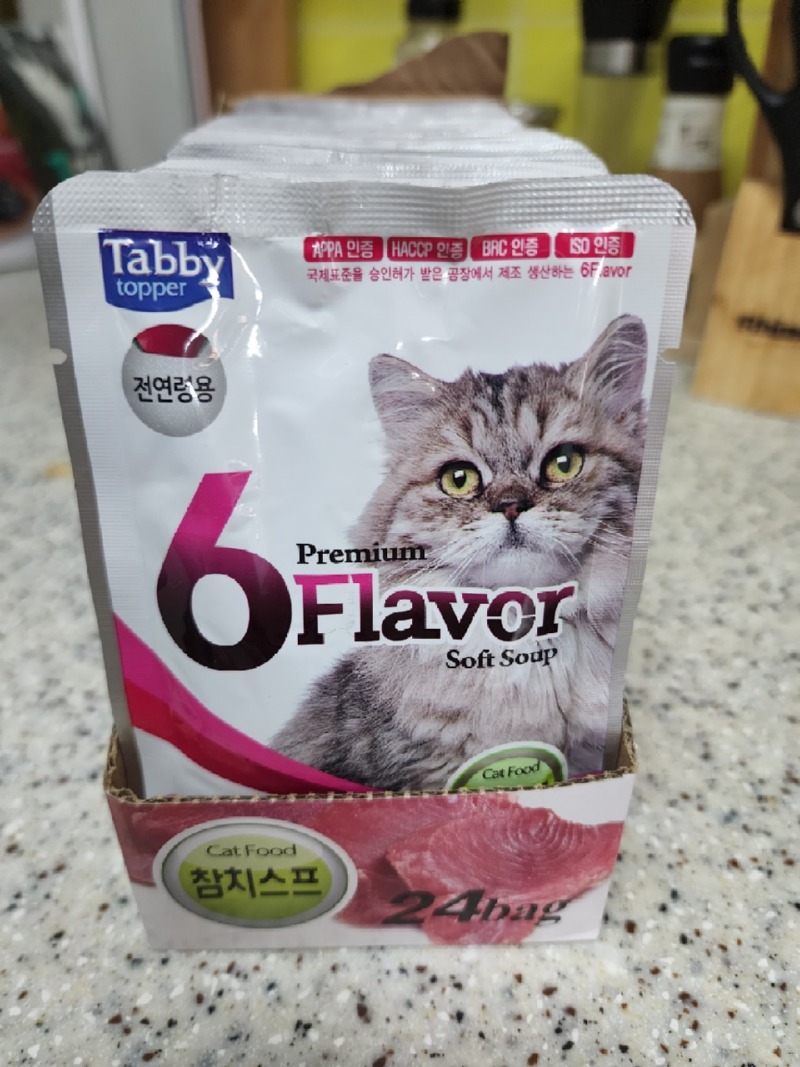 Tabby
topper
APPA 인증 HACCP 인증 BRC 인증 ISO 인증
국제표준을 승인허가 받은 공장에서 제조 생산하는 6Flavor
전연령용
Premium
6Flavor
Soft Soup
Cat Food
Cat Food
참치스프
24bag